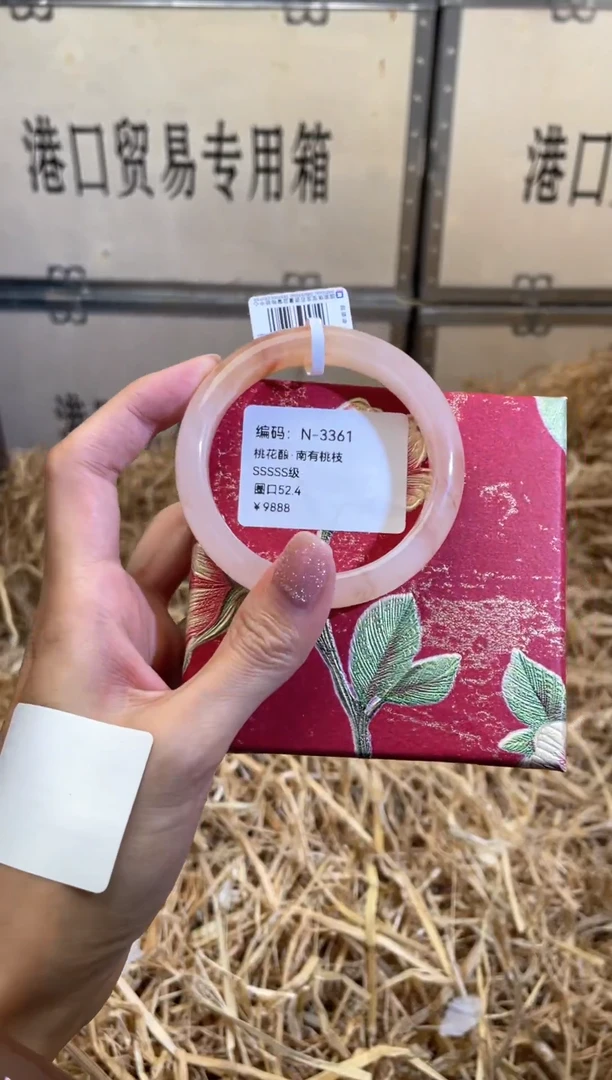 港口贸易专用箱
港口
港
编码：N-3361
桃花酿·南有桃枝
SSSSS级
圈口52.4
￥9888